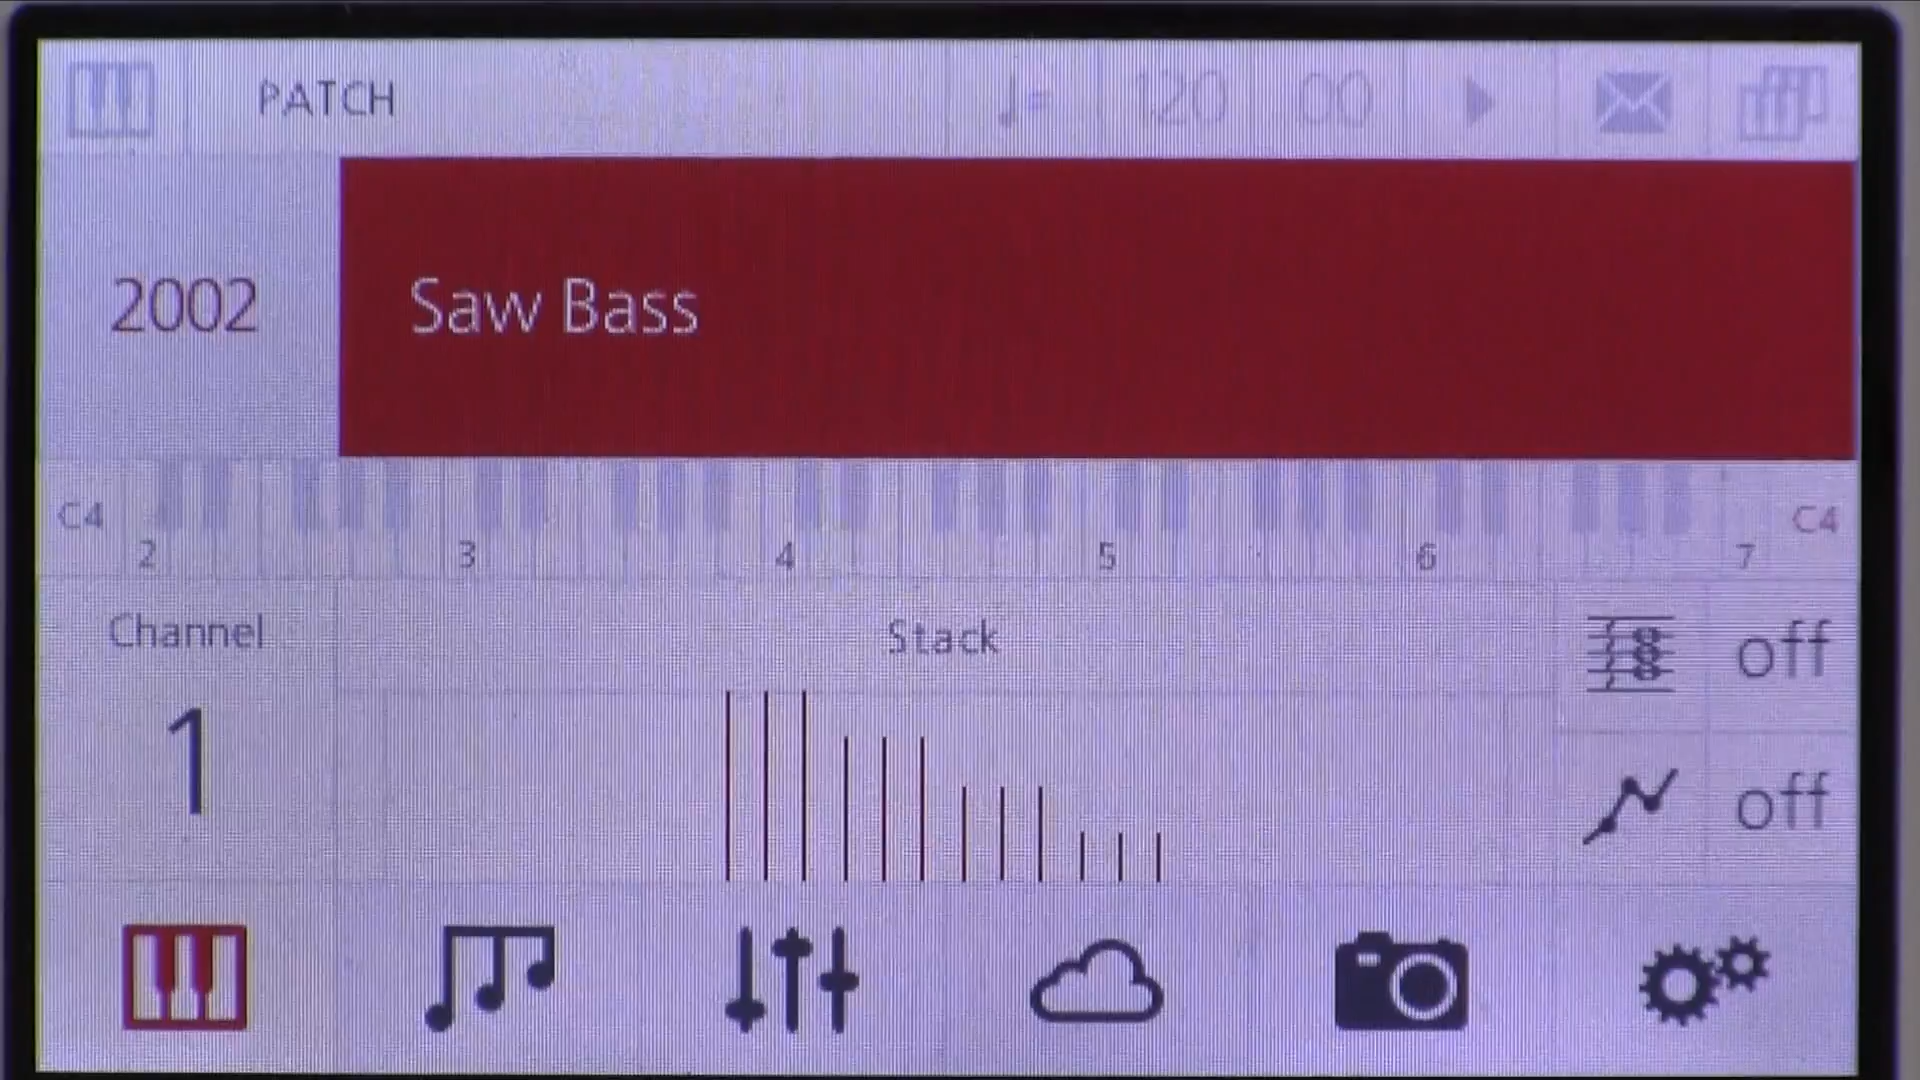 PATCH ♩= 120 00
2002 Saw Bass
C4 C4
2 3 4 5 6 7
Channel Stack off
1 off